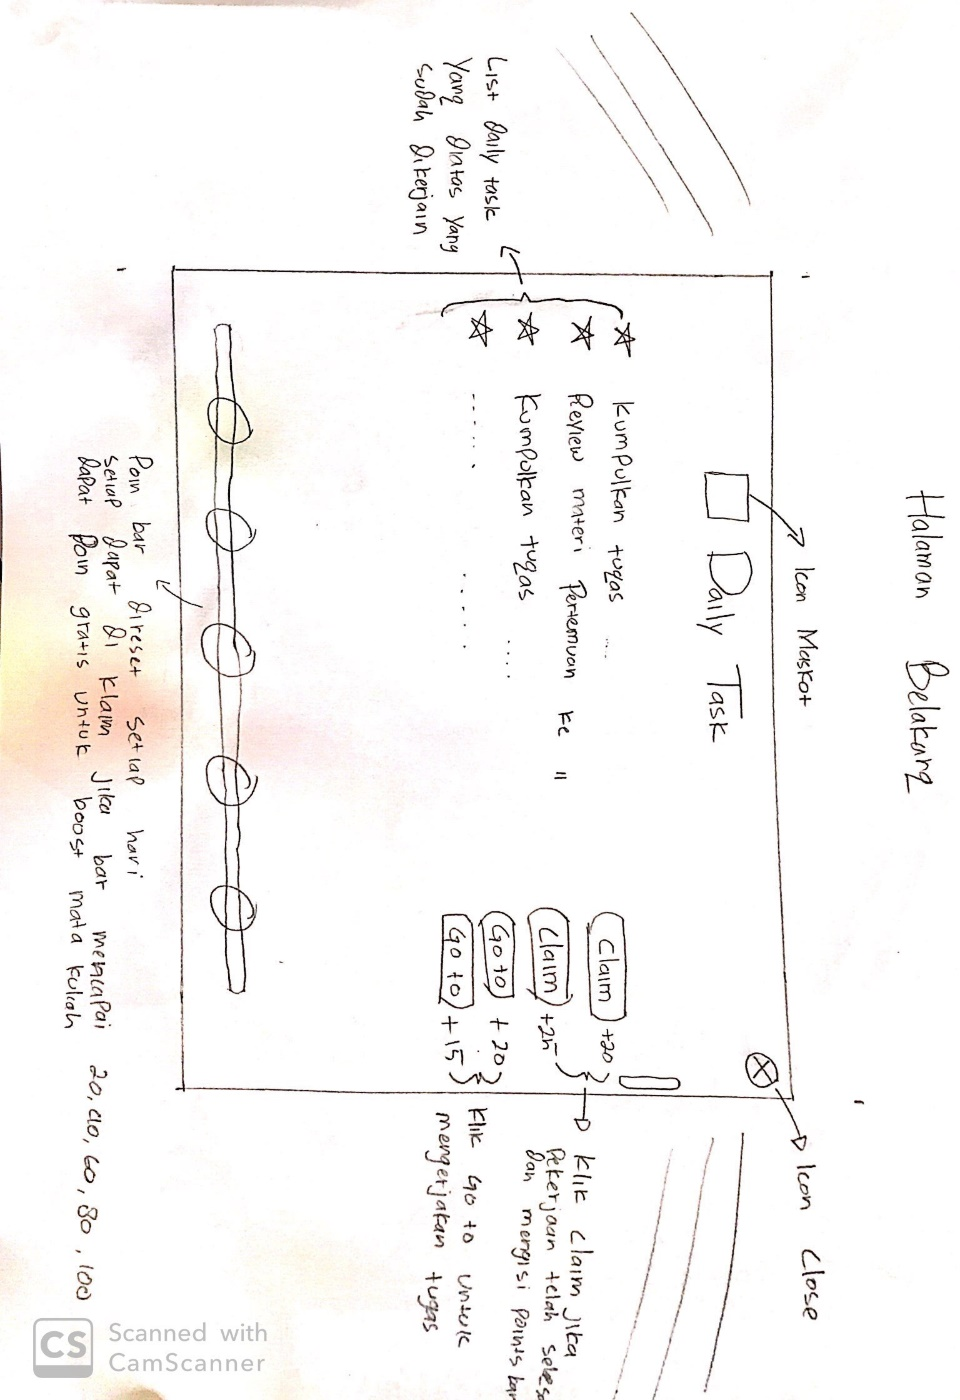 Halaman Belakang
Icon Maskot
Icon Close
Daily Task
List daily task
yang diatas yang
sudah dikerjain
Kumpulkan tugas ....
Claim +20
Review materi Pertemuan ke "
Claim +25
Kumpulkan tugas ....
Go to +20
...... .....
Go to +15
Klik claim jika
Pekerjaan telah
dan mengisi points
Klik Go to untuk
mengerjakan tugas
Poin bar direset setiap hari
setiap dapat di klaim jika bar mencapai 20, 40, 60, 80, 100
dapat Poin gratis untuk boost mata kuliah
CS Scanned with
CamScanner